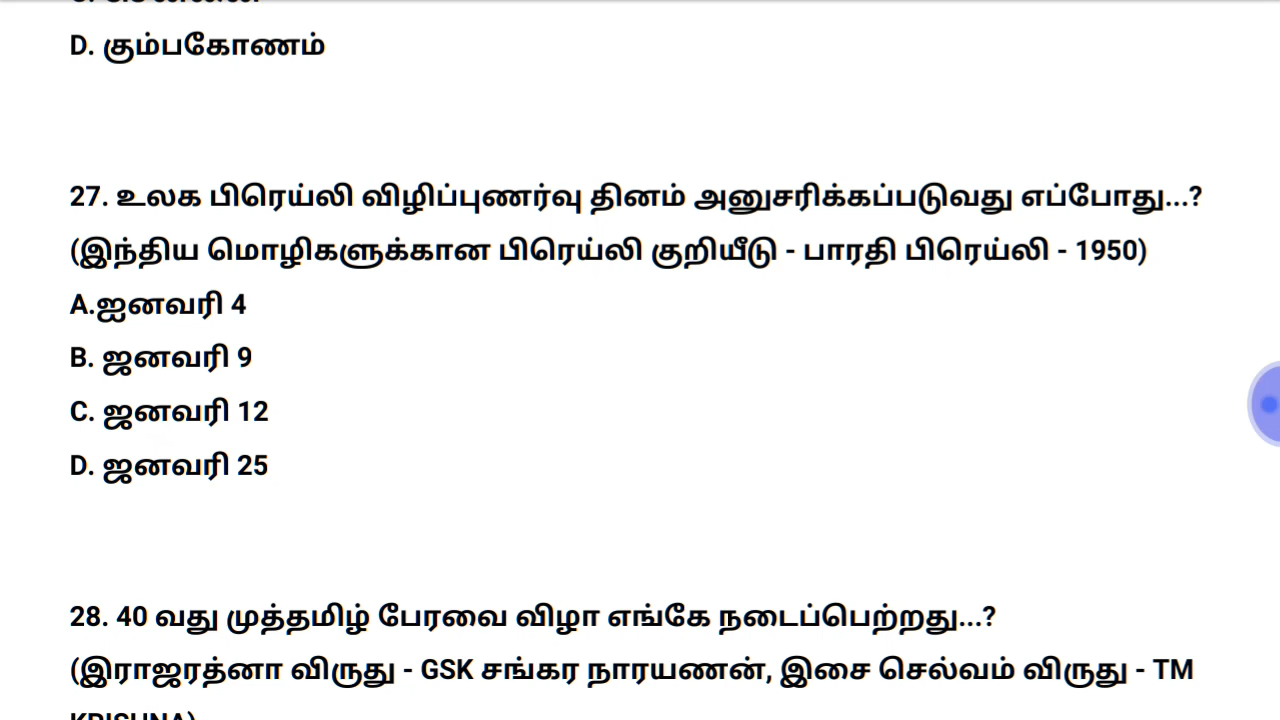 D. கும்பகோணம்
27. உலக பிரெய்லி விழிப்புணர்வு தினம் அனுசரிக்கப்படுவது எப்போது...?
(இந்திய மொழிகளுக்கான பிரெய்லி குறியீடு - பாரதி பிரெய்லி - 1950)
A.ஜனவரி 4
B. ஜனவரி 9
C. ஜனவரி 12
D. ஜனவரி 25
28. 40 வது முத்தமிழ் பேரவை விழா எங்கே நடைப்பெற்றது...?
(இராஜரத்னா விருது - GSK சங்கர நாரயணன், இசை செல்வம் விருது - TM
KRISHNA)